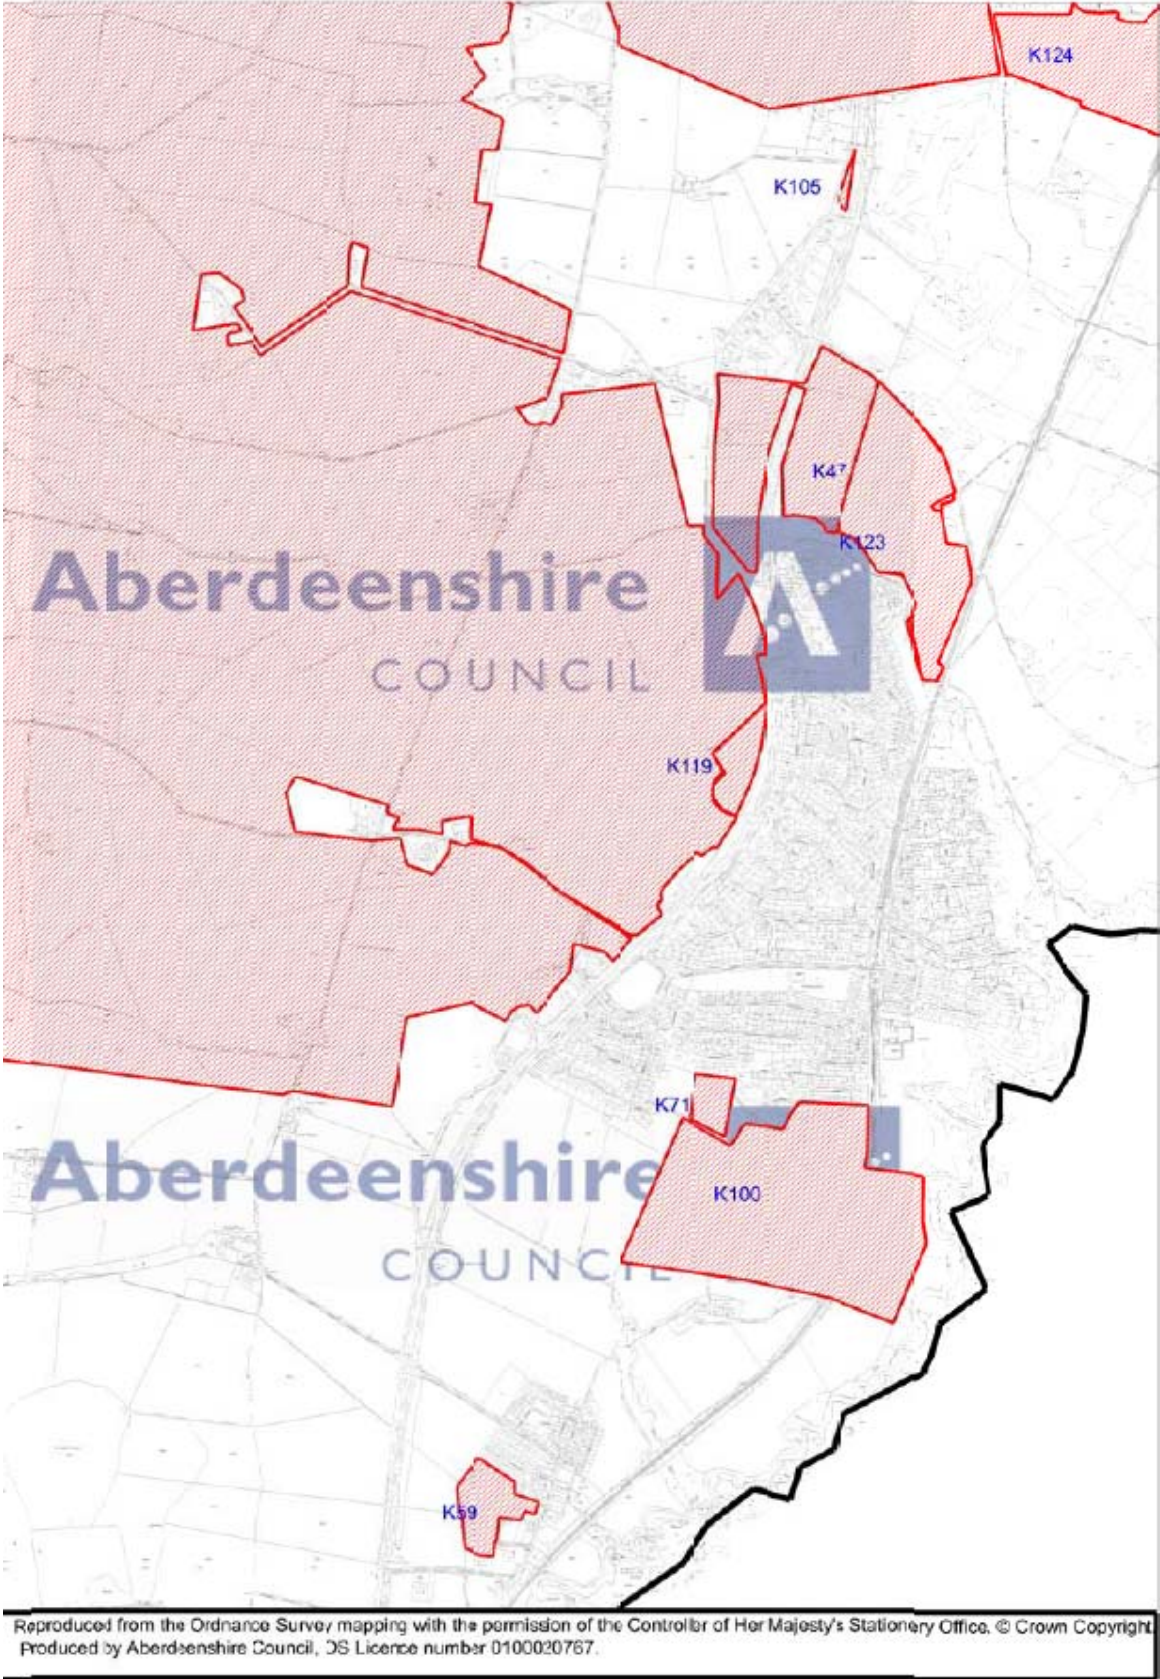 K124
K105
K47
K123
Aberdeenshire
COUNCIL
K119
K71
Aberdeenshire
K100
COUNCIL
K59
Reproduced from the Ordnance Survey mapping with the permission of the Controller of Her Majesty's Stationery Office. © Crown Copyright.
Produced by Aberdeenshire Council, OS Licence number 0100020767.